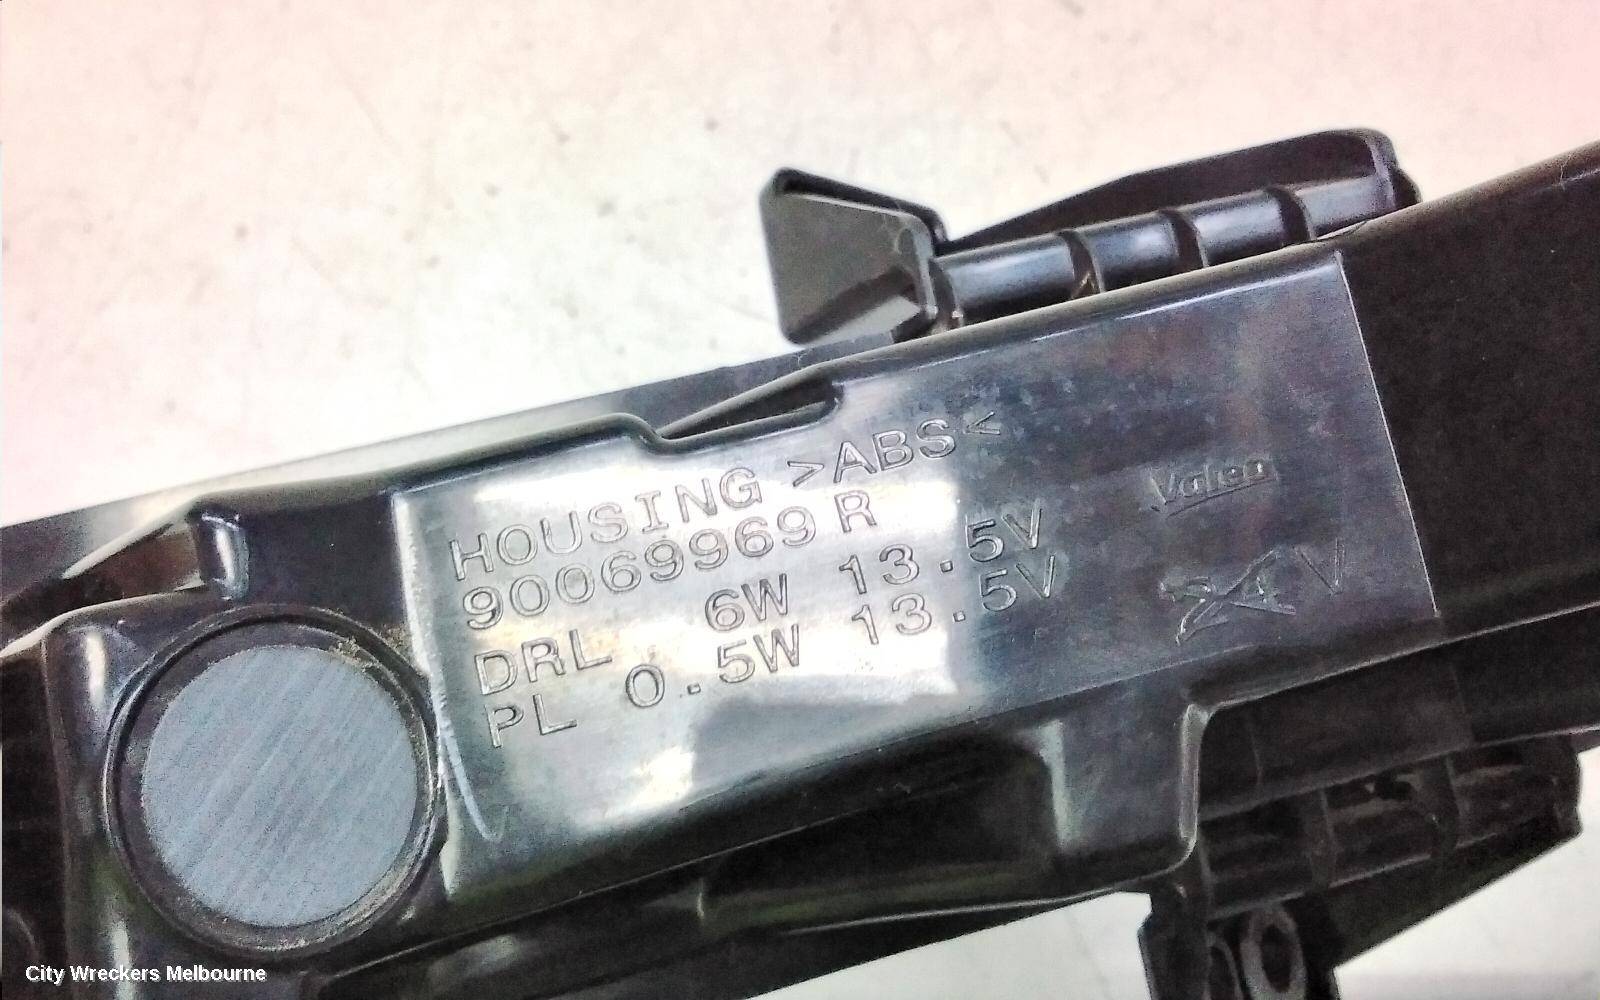 HOUSING >ABS<
90069969 R
DRL 6W 13.5V
PL 0.5W 13.5V
Valeo
24V
City Wreckers Melbourne